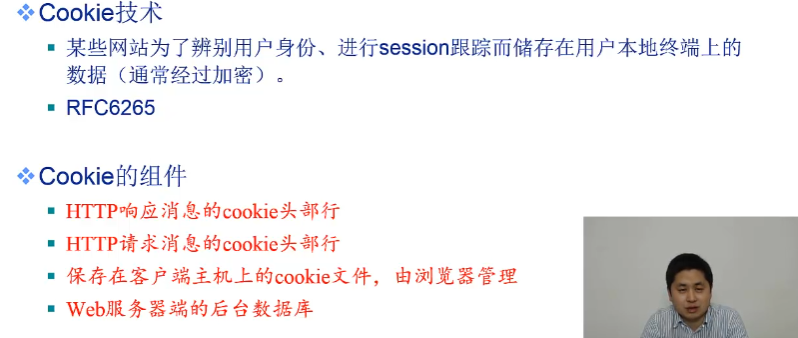 Cookie技术
某些网站为了辨别用户身份、进行session跟踪而储存在用户本地终端上的
数据（通常经过加密）。
RFC6265
Cookie的组件
HTTP响应消息的cookie头部行
HTTP请求消息的cookie头部行
保存在客户端主机上的cookie文件，由浏览器管理
Web服务器端的后台数据库